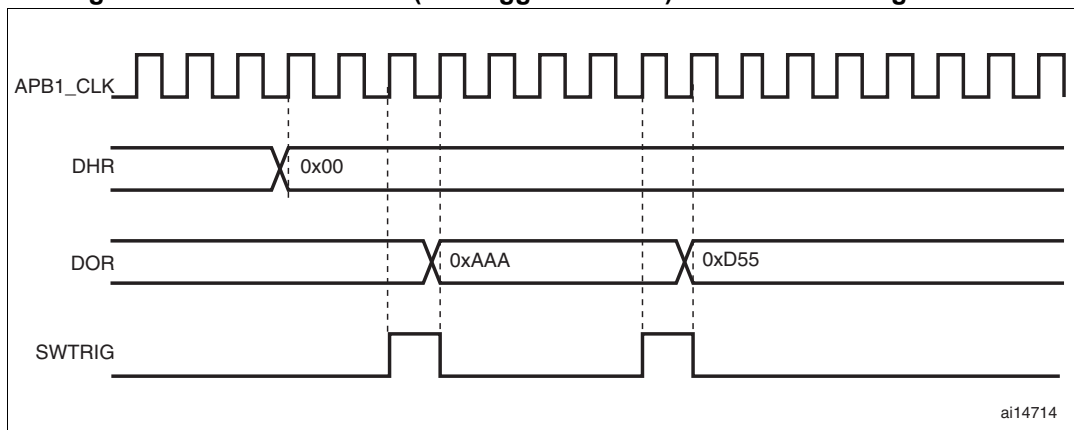 APB1_CLK
DHR
0x00
DOR
0xAAA
0xD55
SWTRIG
ai14714